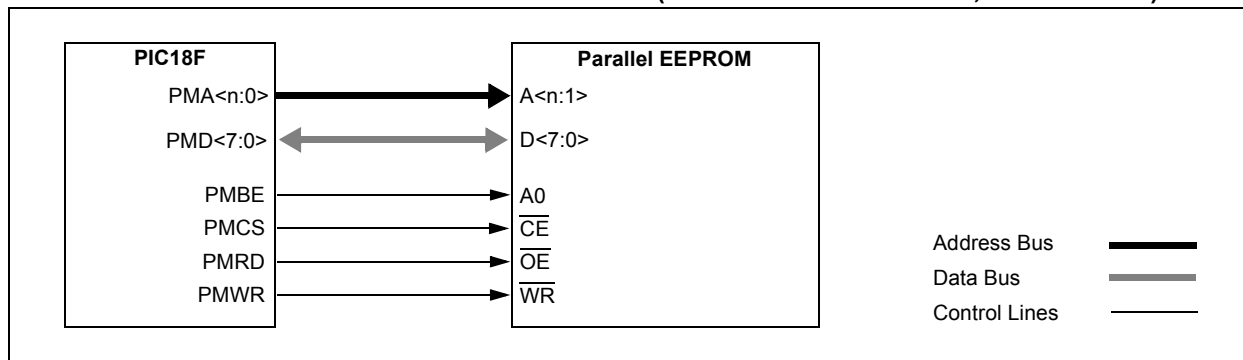 PIC18F
Parallel EEPROM
PMA<n:0>
A<n:1>
PMD<7:0>
D<7:0>
PMBE
A0
PMCS
CE
PMRD
OE
PMWR
WR
Address Bus
Data Bus
Control Lines